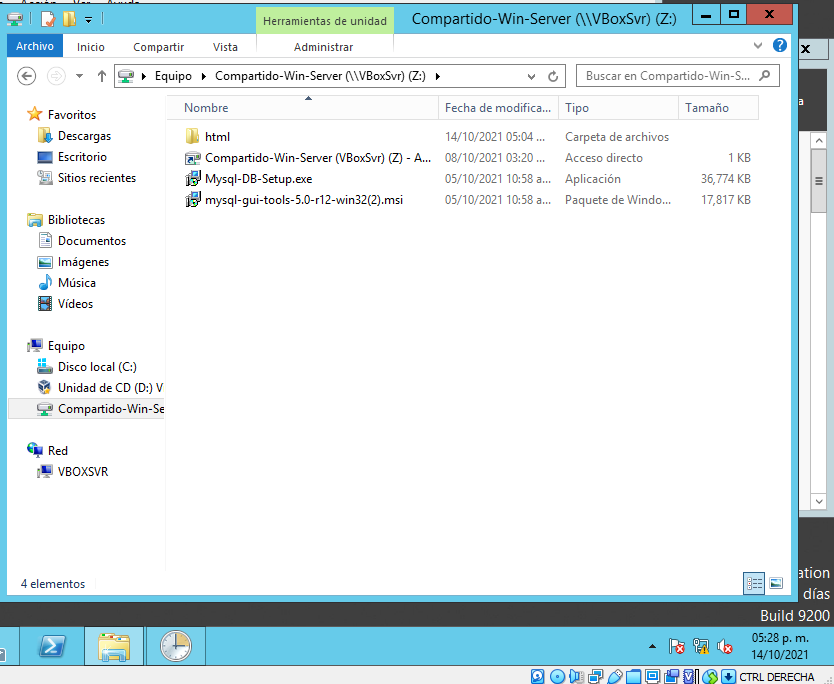 Herramientas de unidad
Compartido-Win-Server (\\VBoxSvr) (Z:)
Archivo Inicio Compartir Vista Administrar
Equipo Compartido-Win-Server (\\VBoxSvr) (Z:)
Buscar en Compartido-Win-S...
Nombre Fecha de modifica... Tipo Tamaño
html 14/10/2021 05:04 ... Carpeta de archivos
Compartido-Win-Server (VBoxSvr) (Z) - A... 08/10/2021 03:20 ... Acceso directo 1 KB
Mysql-DB-Setup.exe 05/10/2021 10:58 a... Aplicación 36,774 KB
mysql-gui-tools-5.0-r12-win32(2).msi 05/10/2021 10:58 a... Paquete de Windo... 17,817 KB
Favoritos
Descargas
Escritorio
Sitios recientes
Bibliotecas
Documentos
Imágenes
Música
Vídeos
Equipo
Disco local (C:)
Unidad de CD (D:) V
Compartido-Win-Se
Red
VBOXSVR
4 elementos
ation
días
Build 9200
05:28 p. m.
14/10/2021
CTRL DERECHA